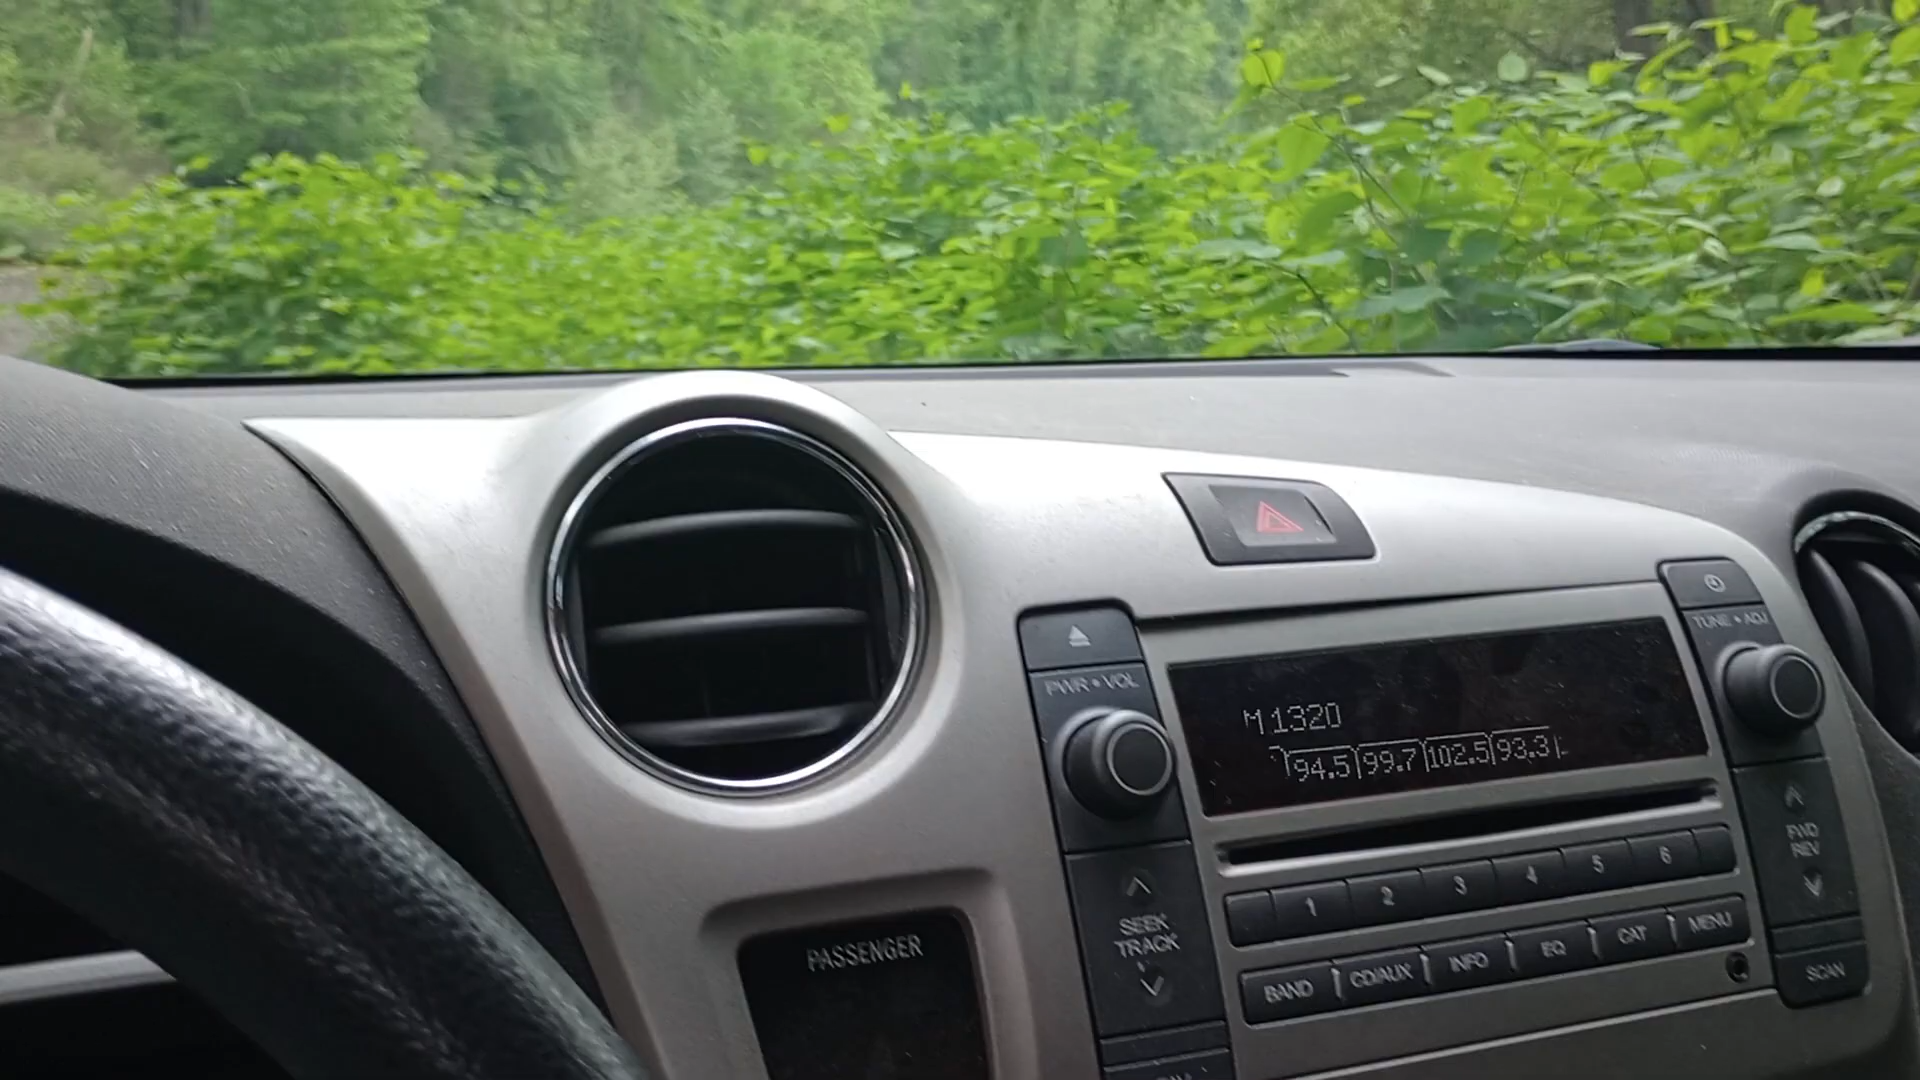 PWR • VOL
TUNE • ADJ
M 1320
94.5 99.7 102.5 93.3
FWD
REV
1 2 3 4 5 6
SEEK
TRACK
PASSENGER
BAND CD/AUX INFO EQ CAT MENU
SCAN